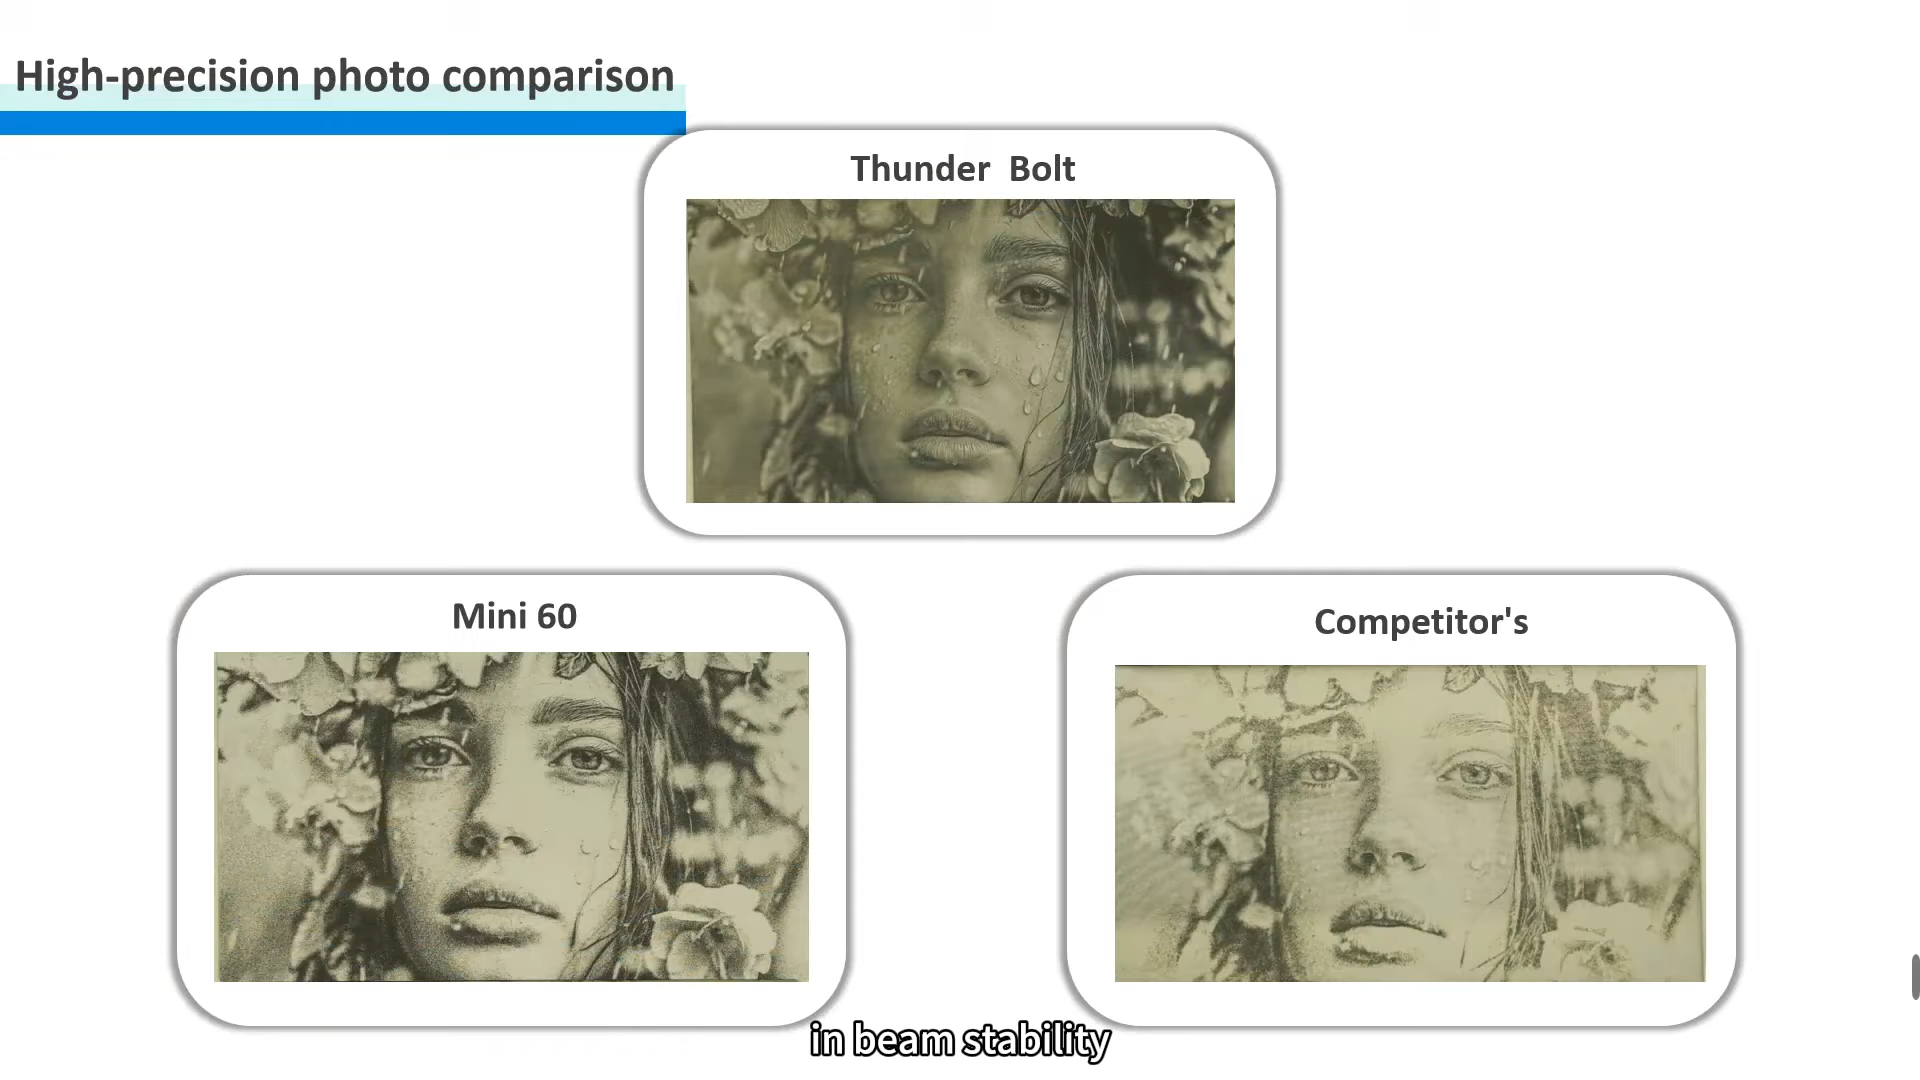 High-precision photo comparison
Thunder Bolt
Mini 60
Competitor's
in beam stability